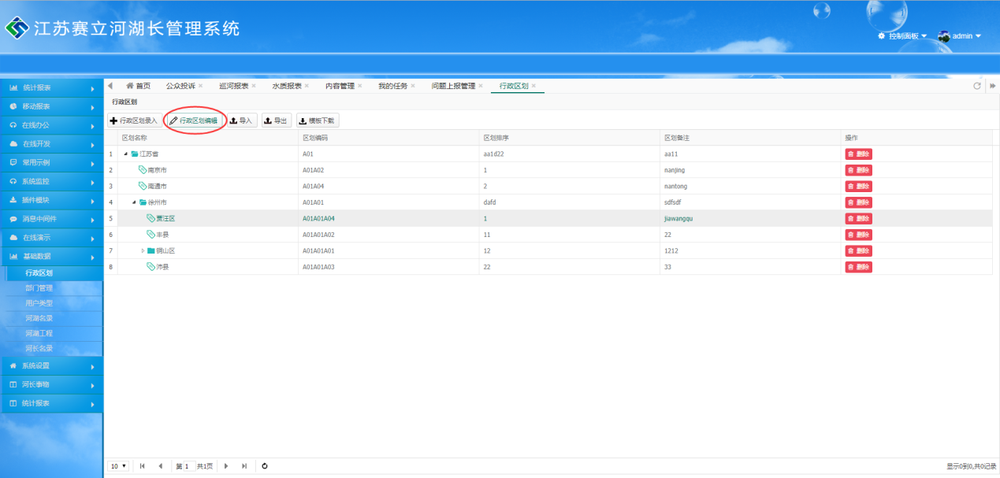 江苏赛立河湖长管理系统
控制面板 admin
统计报表
移动报表
在线办公
在线开发
常用示例
系统监控
插件模块
消息中间件
在线演示
基础数据
行政区划
部门管理
用户类型
河湖名录
河湖工程
河长名录
系统设置
河长事物
统计报表
首页 公众投诉 巡河报表 水质报表 内容管理 我的任务 问题上报管理 行政区划
行政区划
行政区划录入 行政区划编辑 导入 导出 模板下载
区划名称 区划编码 区划排序 区划备注 操作
1 江苏省 A01 aa1d22 aa11 删除
2 南京市 A01A02 1 nanjing 删除
3 南通市 A01A04 2 nantong 删除
4 徐州市 A01A01 dafd sdfsdf 删除
5 贾汪区 A01A01A04 1 jiawangqu 删除
6 丰县 A01A01A02 11 22 删除
7 铜山区 A01A01A01 12 1212 删除
8 沛县 A01A01A03 22 33 删除
10 第 1 共1页 显示0到0,共0记录